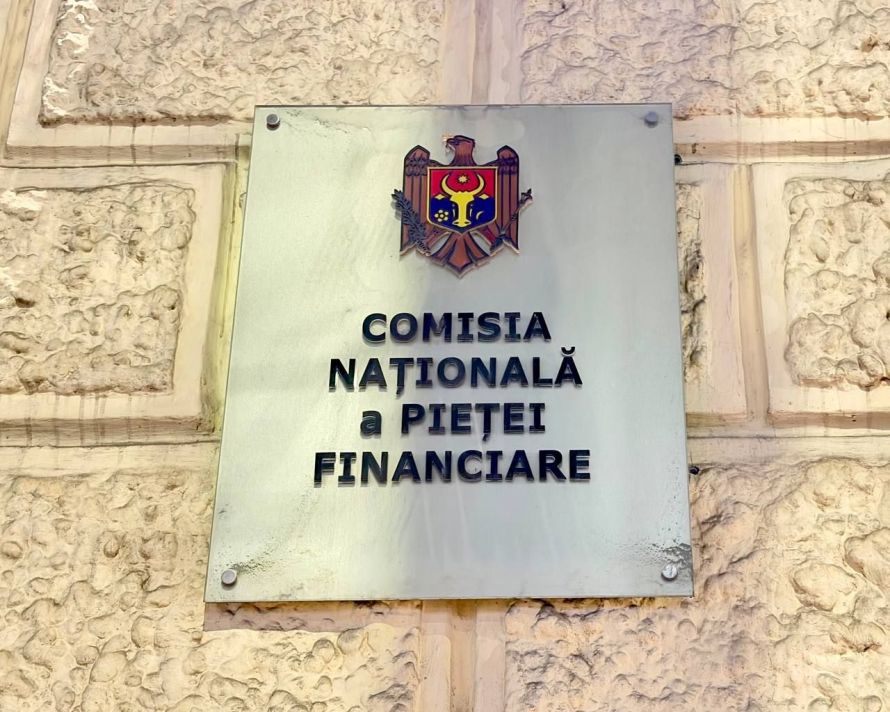 COMISIA
NAȚIONALĂ
a PIEȚEI
FINANCIARE